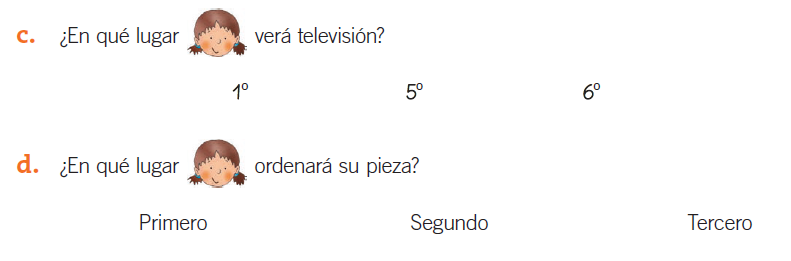 c. ¿En qué lugar verá televisión?
1º 5º 6º
d. ¿En qué lugar ordenará su pieza?
Primero Segundo Tercero